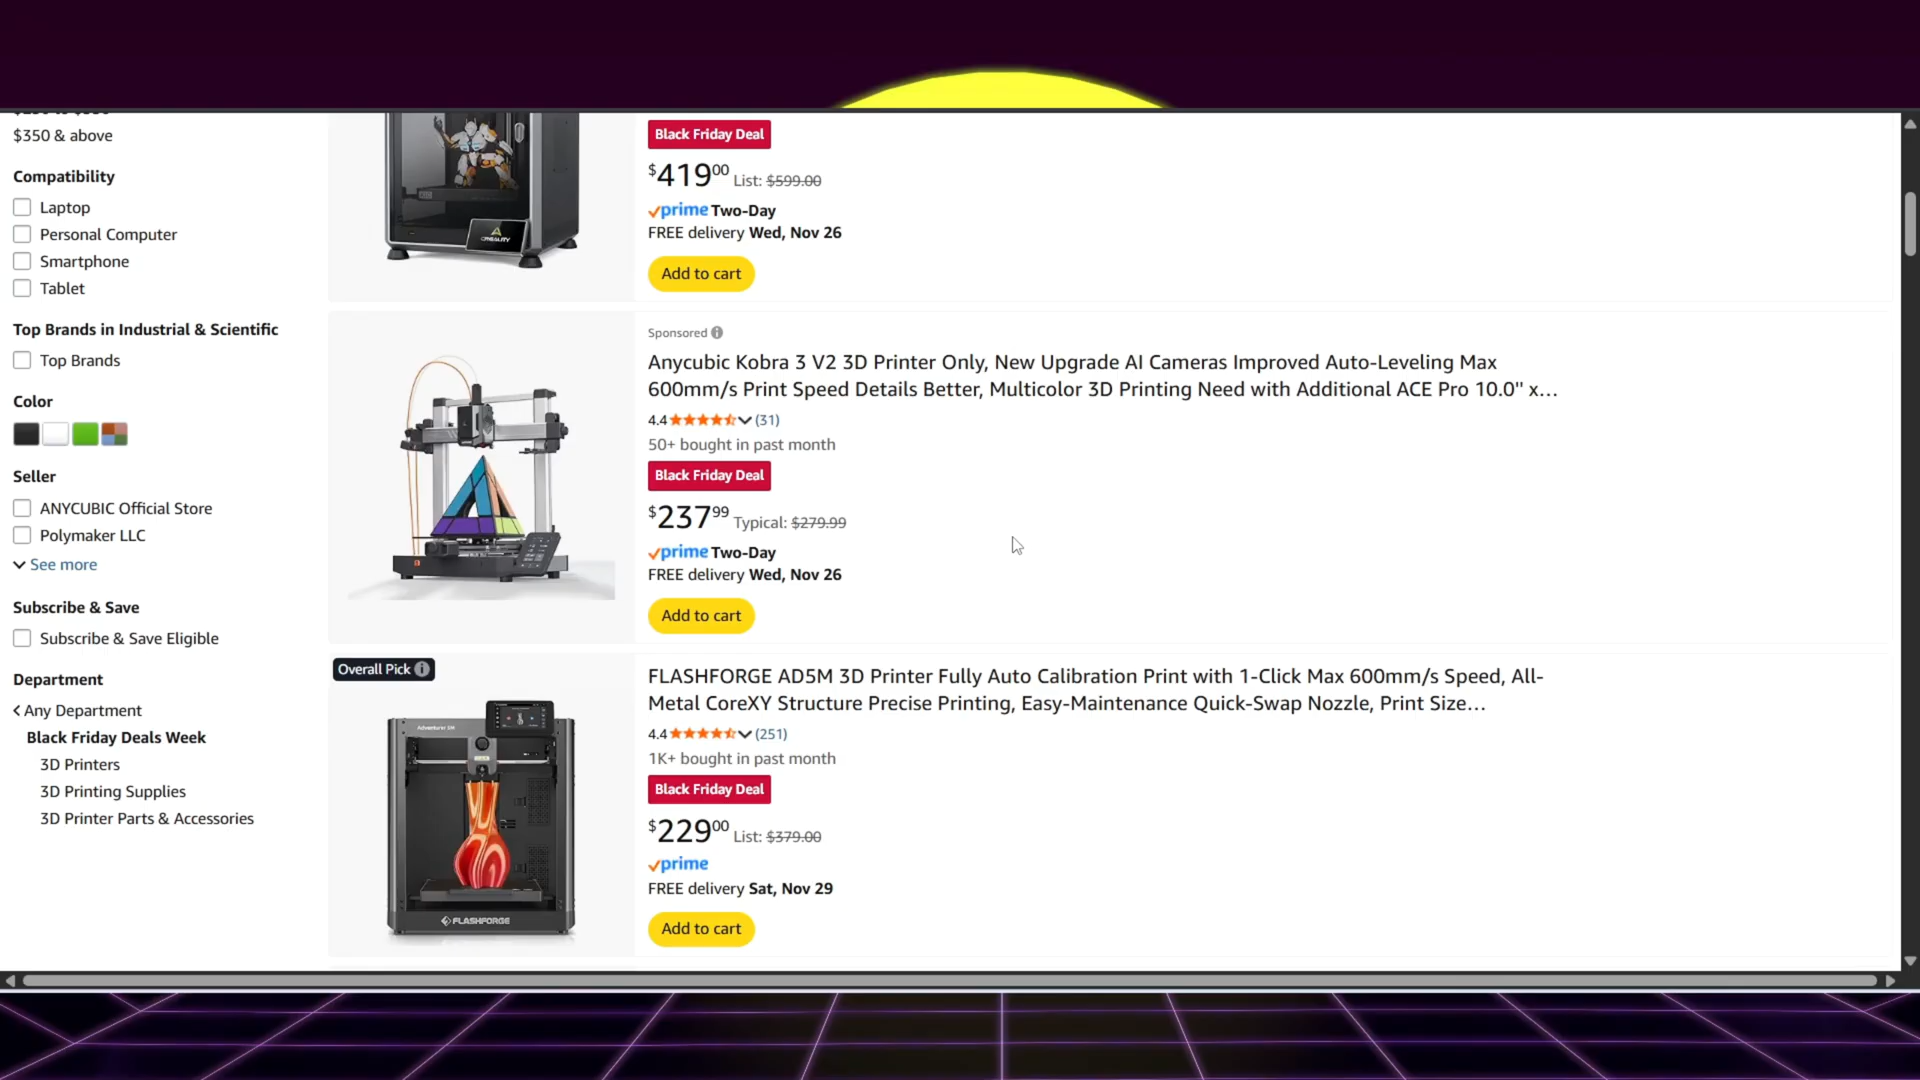 $350 & above
Compatibility
Laptop
Personal Computer
Smartphone
Tablet
Top Brands in Industrial & Scientific
Top Brands
Color
Seller
ANYCUBIC Official Store
Polymaker LLC
See more
Subscribe & Save
Subscribe & Save Eligible
Department
Any Department
Black Friday Deals Week
3D Printers
3D Printing Supplies
3D Printer Parts & Accessories
CREALITY
Black Friday Deal
$419.00 List: $599.00
prime Two-Day
FREE delivery Wed, Nov 26
Add to cart
Sponsored
Anycubic Kobra 3 V2 3D Printer Only, New Upgrade AI Cameras Improved Auto-Leveling Max
600mm/s Print Speed Details Better, Multicolor 3D Printing Need with Additional ACE Pro 10.0'' x…
4.4 (31)
50+ bought in past month
Black Friday Deal
$237.99 Typical: $279.99
prime Two-Day
FREE delivery Wed, Nov 26
Add to cart
Overall Pick
Adventurer 5M
FLASHFORGE
FLASHFORGE AD5M 3D Printer Fully Auto Calibration Print with 1-Click Max 600mm/s Speed, All-
Metal CoreXY Structure Precise Printing, Easy-Maintenance Quick-Swap Nozzle, Print Size…
4.4 (251)
1K+ bought in past month
Black Friday Deal
$229.00 List: $379.00
prime
FREE delivery Sat, Nov 29
Add to cart